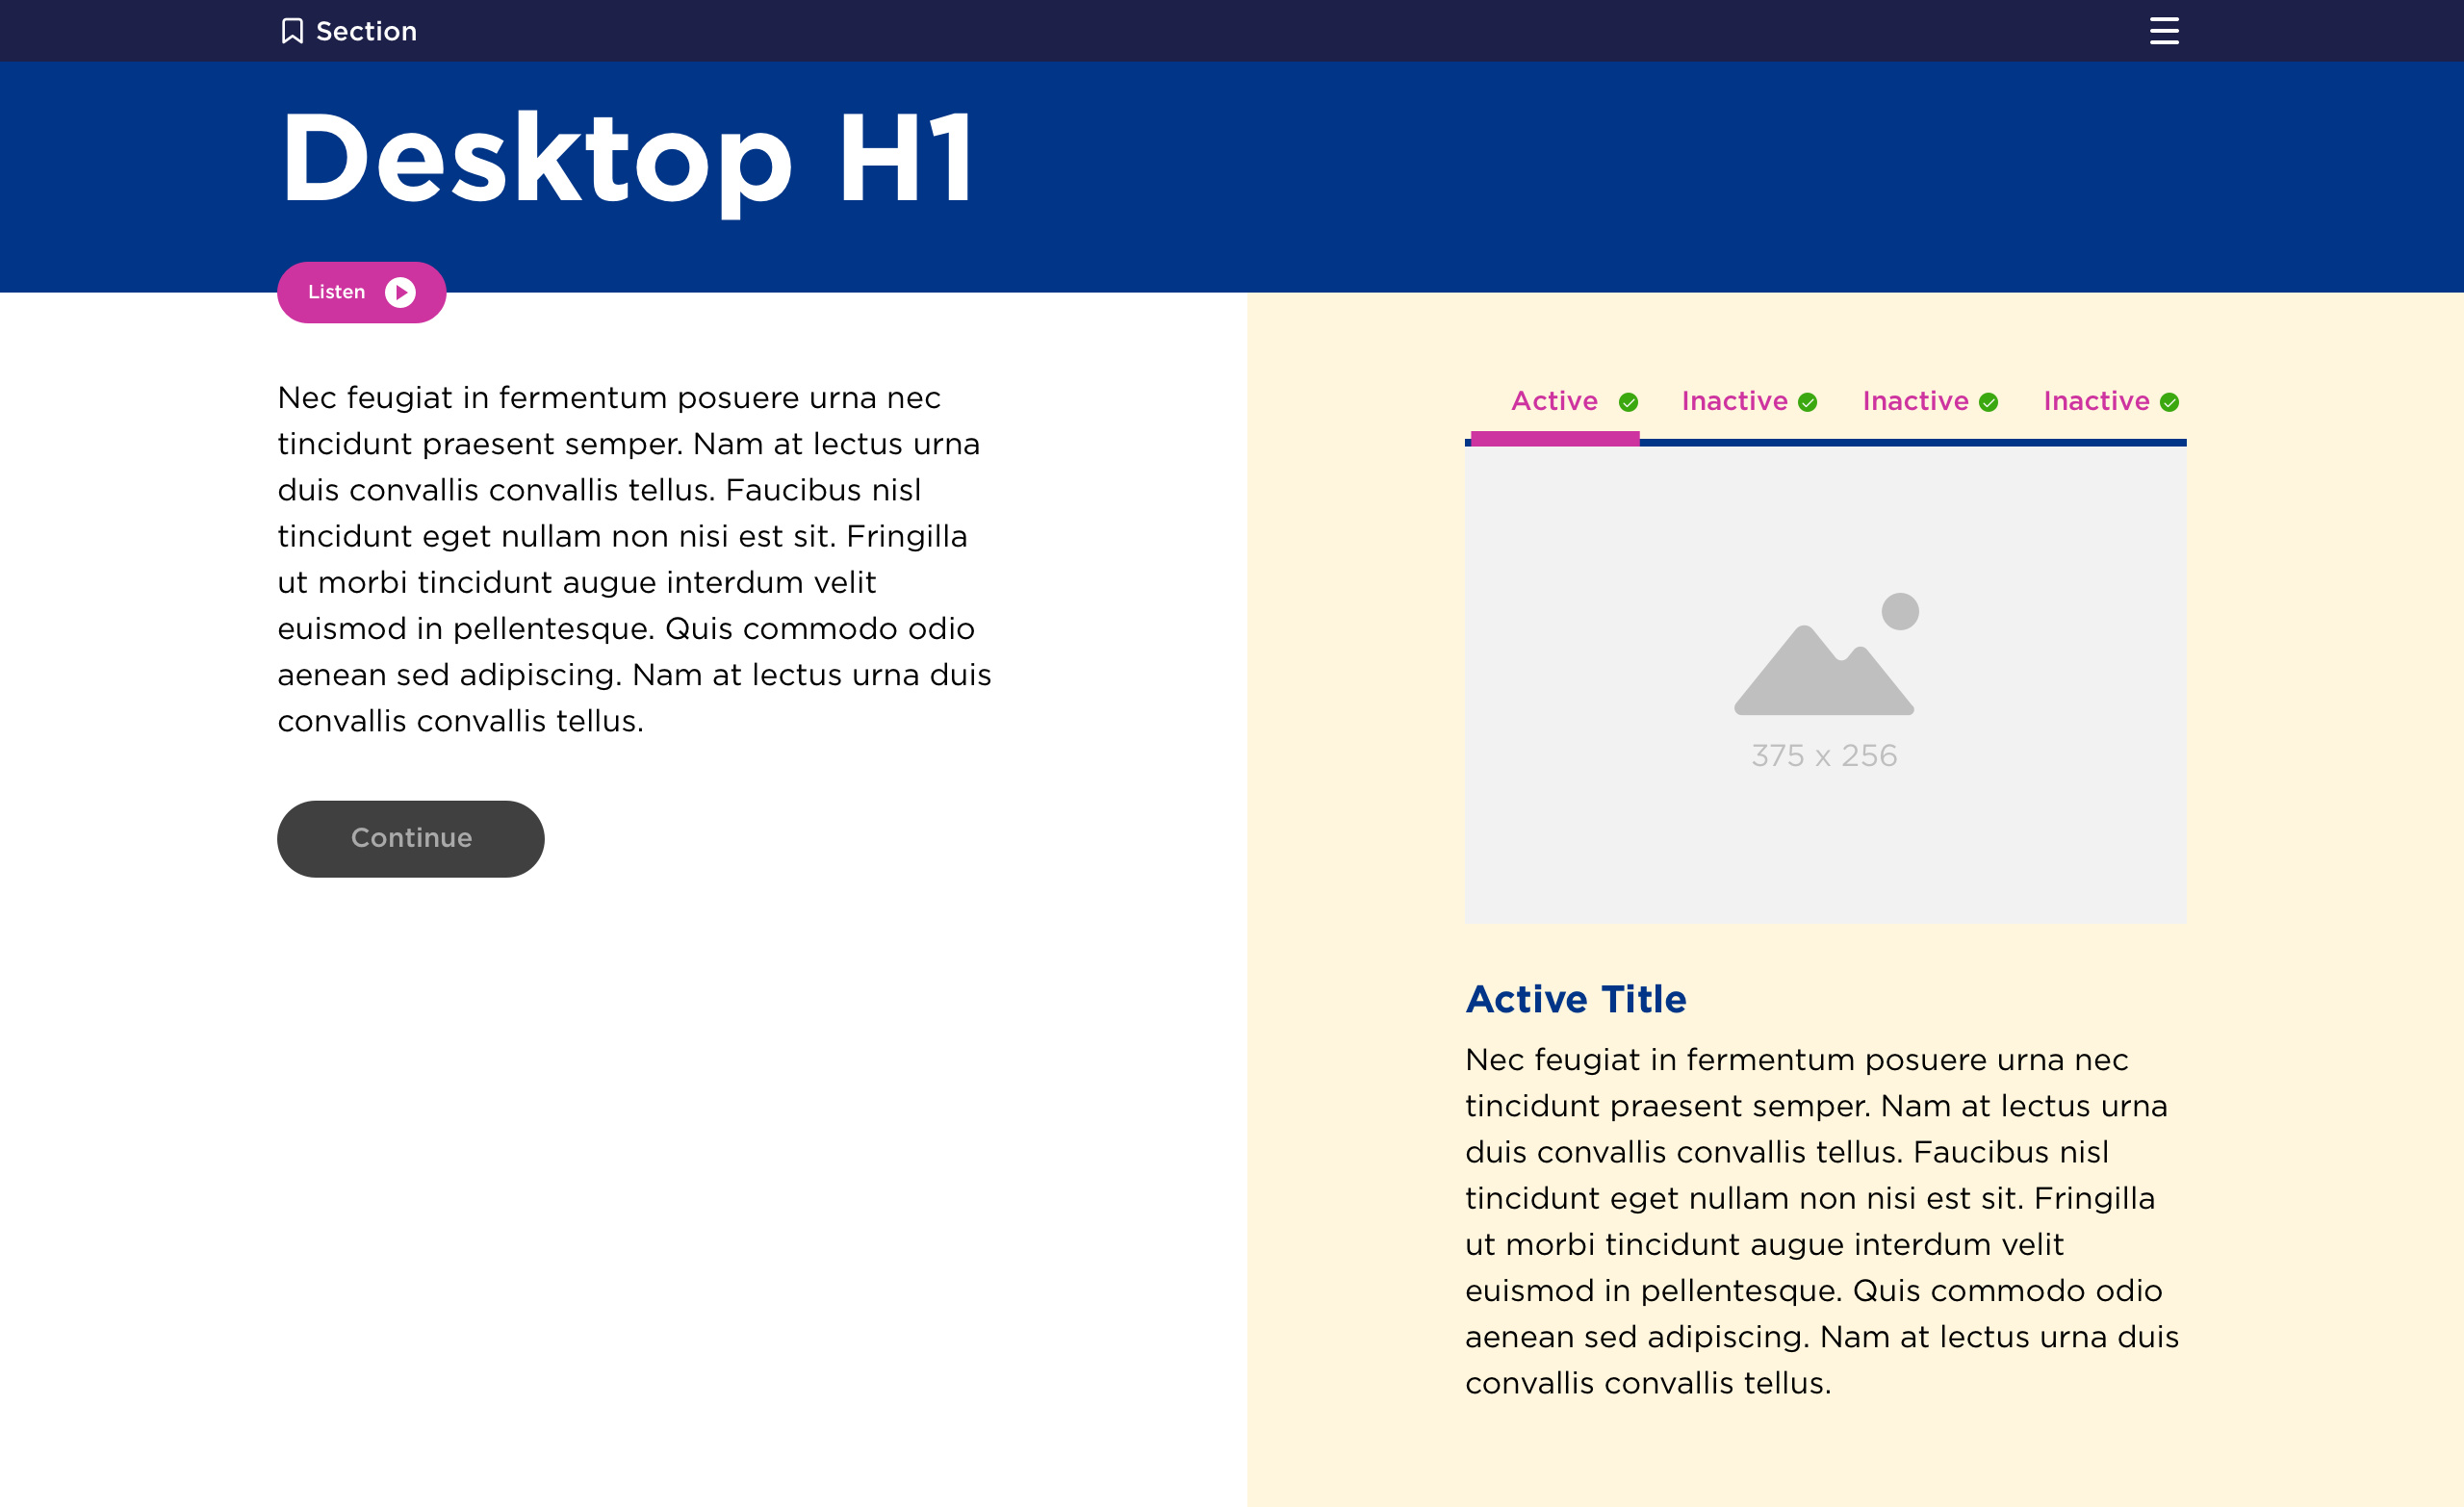 Section
Desktop H1
Listen
Nec feugiat in fermentum posuere urna nec
tincidunt praesent semper. Nam at lectus urna
duis convallis convallis tellus. Faucibus nisl
tincidunt eget nullam non nisi est sit. Fringilla
ut morbi tincidunt augue interdum velit
euismod in pellentesque. Quis commodo odio
aenean sed adipiscing. Nam at lectus urna duis
convallis convallis tellus.
Continue
Active Inactive Inactive Inactive
375 x 256
Active Title
Nec feugiat in fermentum posuere urna nec
tincidunt praesent semper. Nam at lectus urna
duis convallis convallis tellus. Faucibus nisl
tincidunt eget nullam non nisi est sit. Fringilla
ut morbi tincidunt augue interdum velit
euismod in pellentesque. Quis commodo odio
aenean sed adipiscing. Nam at lectus urna duis
convallis convallis tellus.